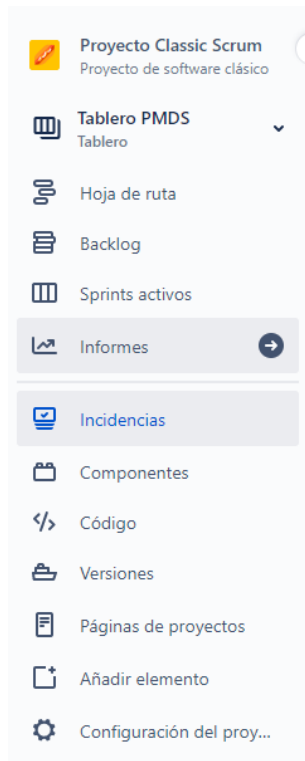 Proyecto Classic Scrum
Proyecto de software clásico
Tablero PMDS
Tablero
Hoja de ruta
Backlog
Sprints activos
Informes
Incidencias
Componentes
Código
Versiones
Páginas de proyectos
Añadir elemento
Configuración del proy...